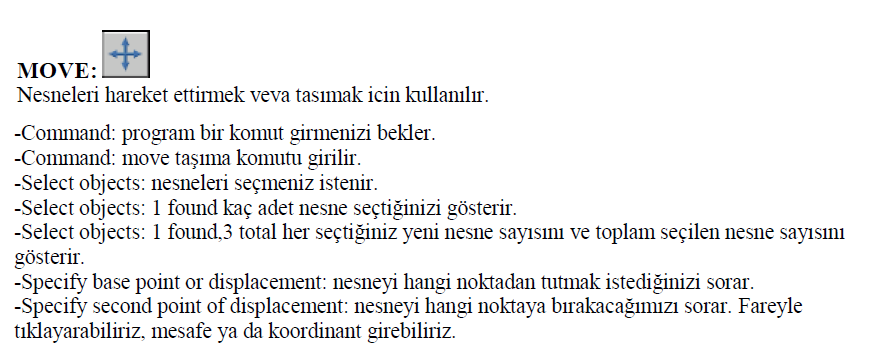 MOVE:
Nesneleri hareket ettirmek veva tasımak icin kullanılır.
-Command: program bir komut girmenizi bekler.
-Command: move taşıma komutu girilir.
-Select objects: nesneleri seçmeniz istenir.
-Select objects: 1 found kaç adet nesne seçtiğinizi gösterir.
-Select objects: 1 found,3 total her seçtiğiniz yeni nesne sayısını ve toplam seçilen nesne sayısını
gösterir.
-Specify base point or displacement: nesneyi hangi noktadan tutmak istediğinizi sorar.
-Specify second point of displacement: nesneyi hangi noktaya bırakacağımızı sorar. Fareyle
tıklayarabiliriz, mesafe ya da koordinant girebiliriz.